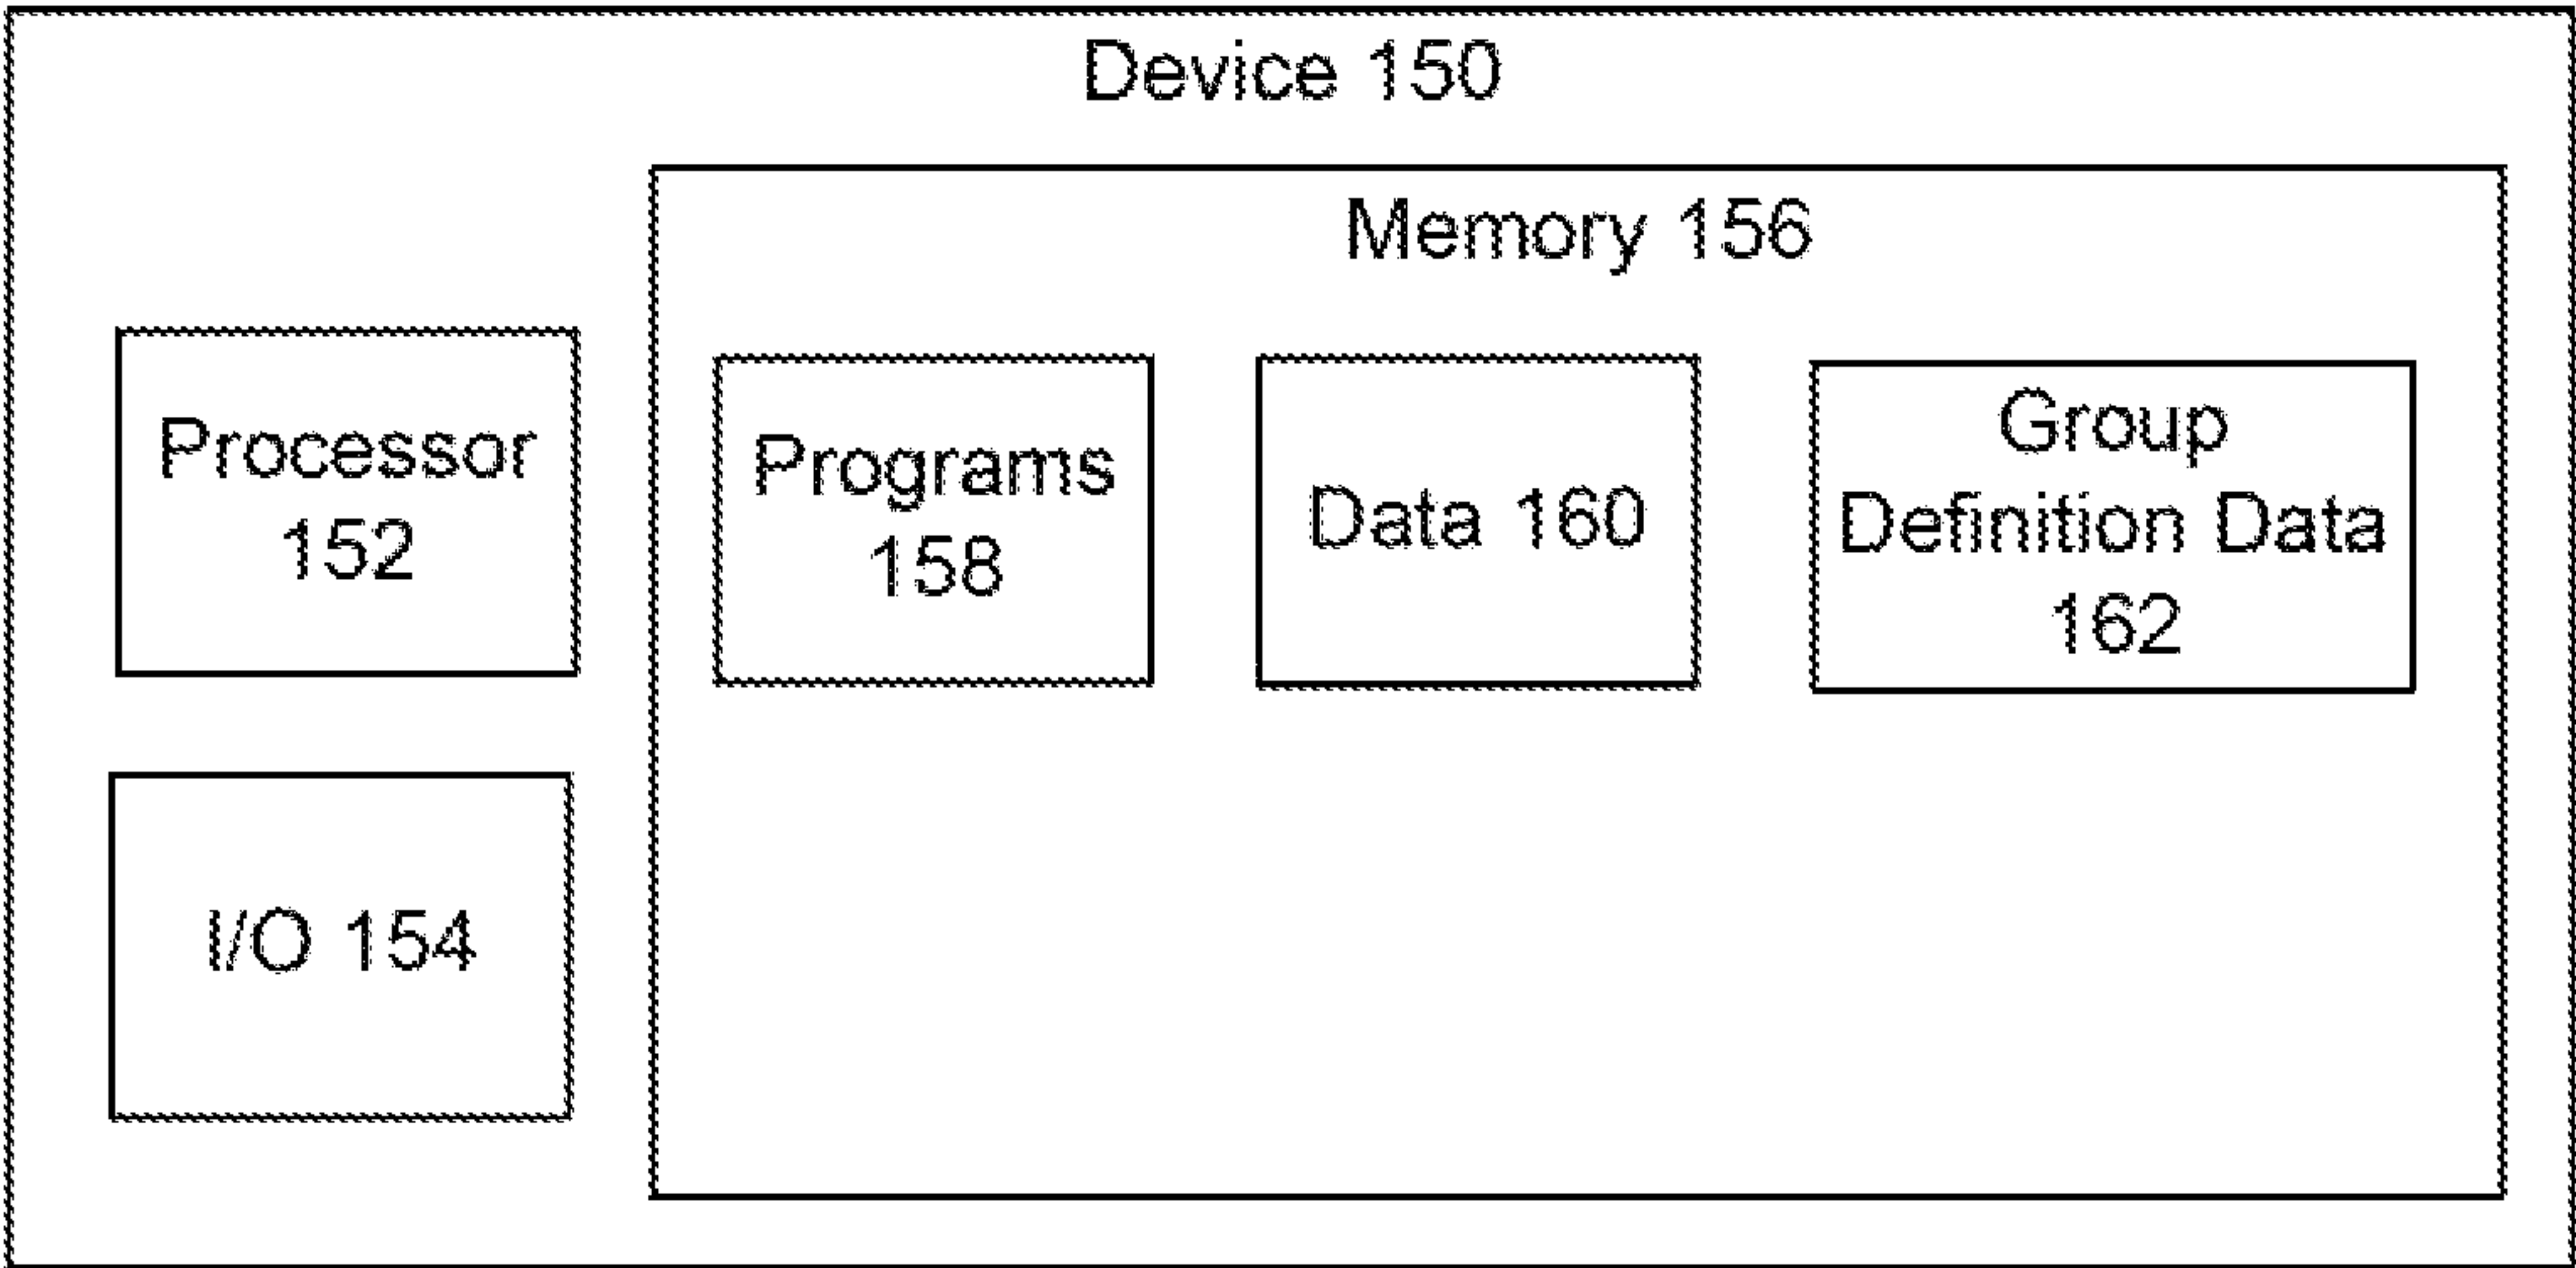 Device 150
Memory 156
Processor
152
Programs
158
Data 160
Group
Definition Data
162
I/O 154